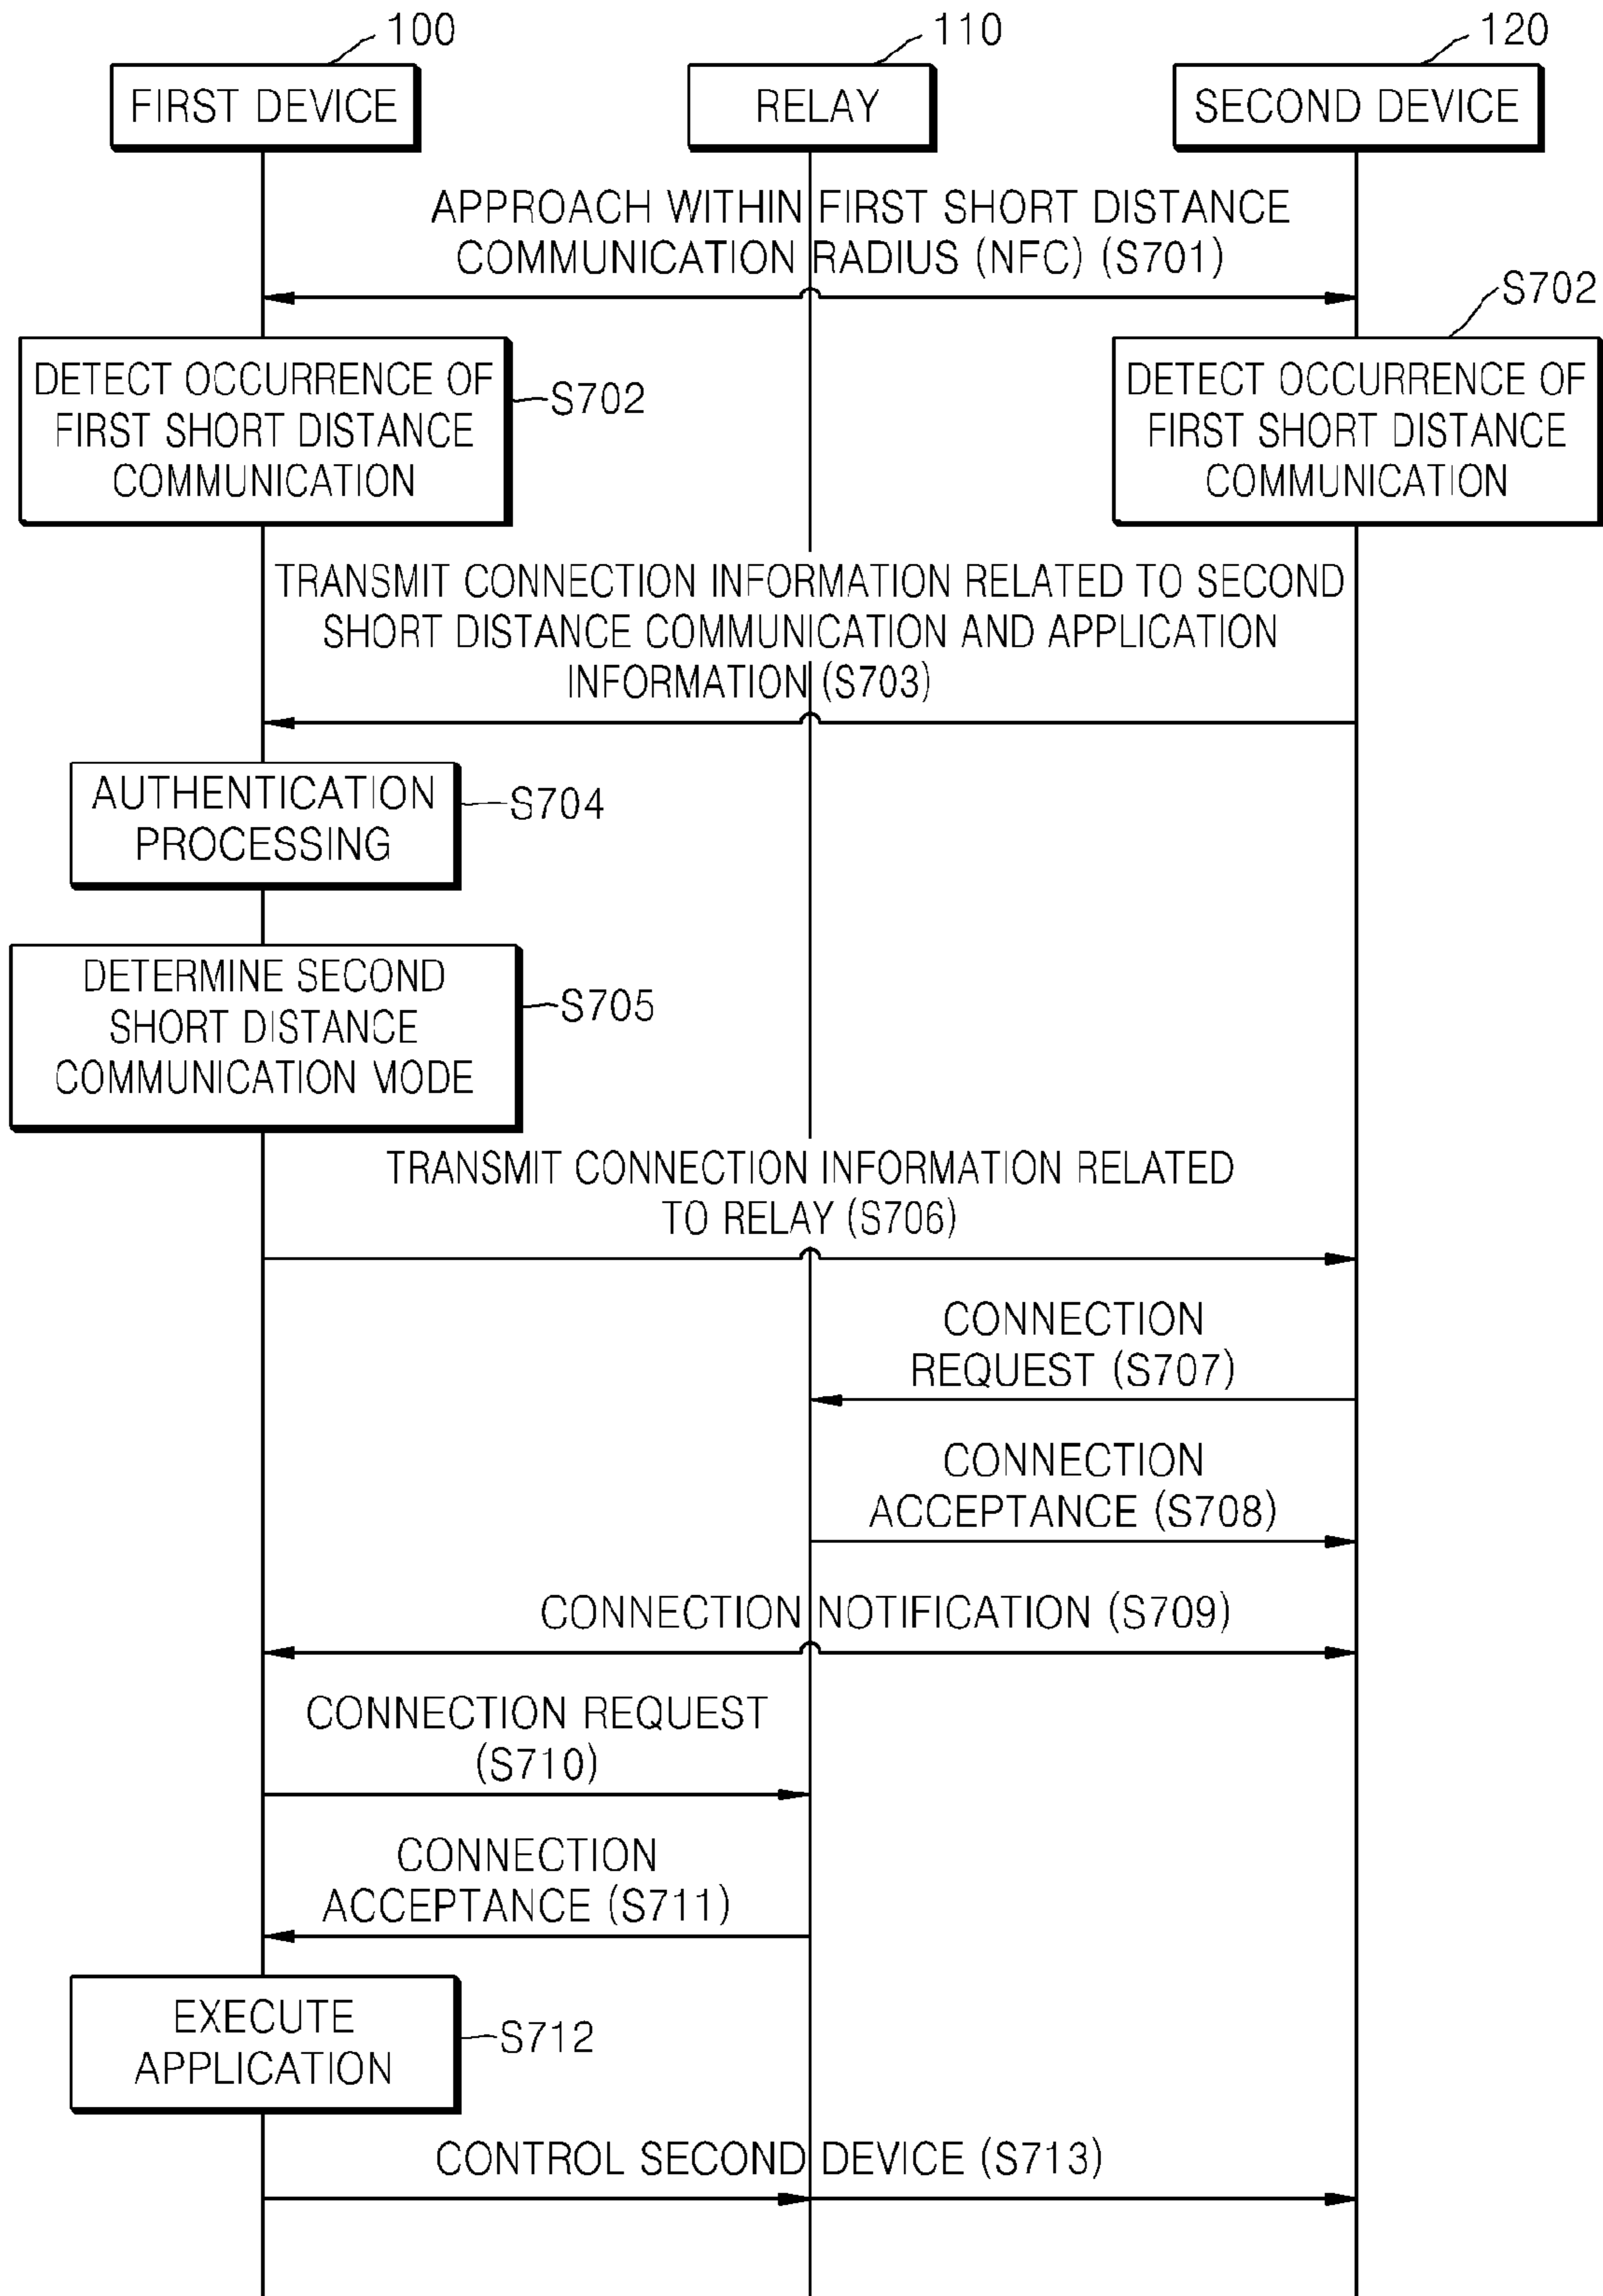 100
110
120
FIRST DEVICE
RELAY
SECOND DEVICE
APPROACH WITHIN FIRST SHORT DISTANCE
COMMUNICATION RADIUS (NFC) (S701)
S702
DETECT OCCURRENCE OF
FIRST SHORT DISTANCE
COMMUNICATION
S702
DETECT OCCURRENCE OF
FIRST SHORT DISTANCE
COMMUNICATION
TRANSMIT CONNECTION INFORMATION RELATED TO SECOND
SHORT DISTANCE COMMUNICATION AND APPLICATION
INFORMATION (S703)
AUTHENTICATION
PROCESSING
S704
DETERMINE SECOND
SHORT DISTANCE
COMMUNICATION MODE
S705
TRANSMIT CONNECTION INFORMATION RELATED
TO RELAY (S706)
CONNECTION
REQUEST (S707)
CONNECTION
ACCEPTANCE (S708)
CONNECTION NOTIFICATION (S709)
CONNECTION REQUEST
(S710)
CONNECTION
ACCEPTANCE (S711)
EXECUTE
APPLICATION
S712
CONTROL SECOND DEVICE (S713)